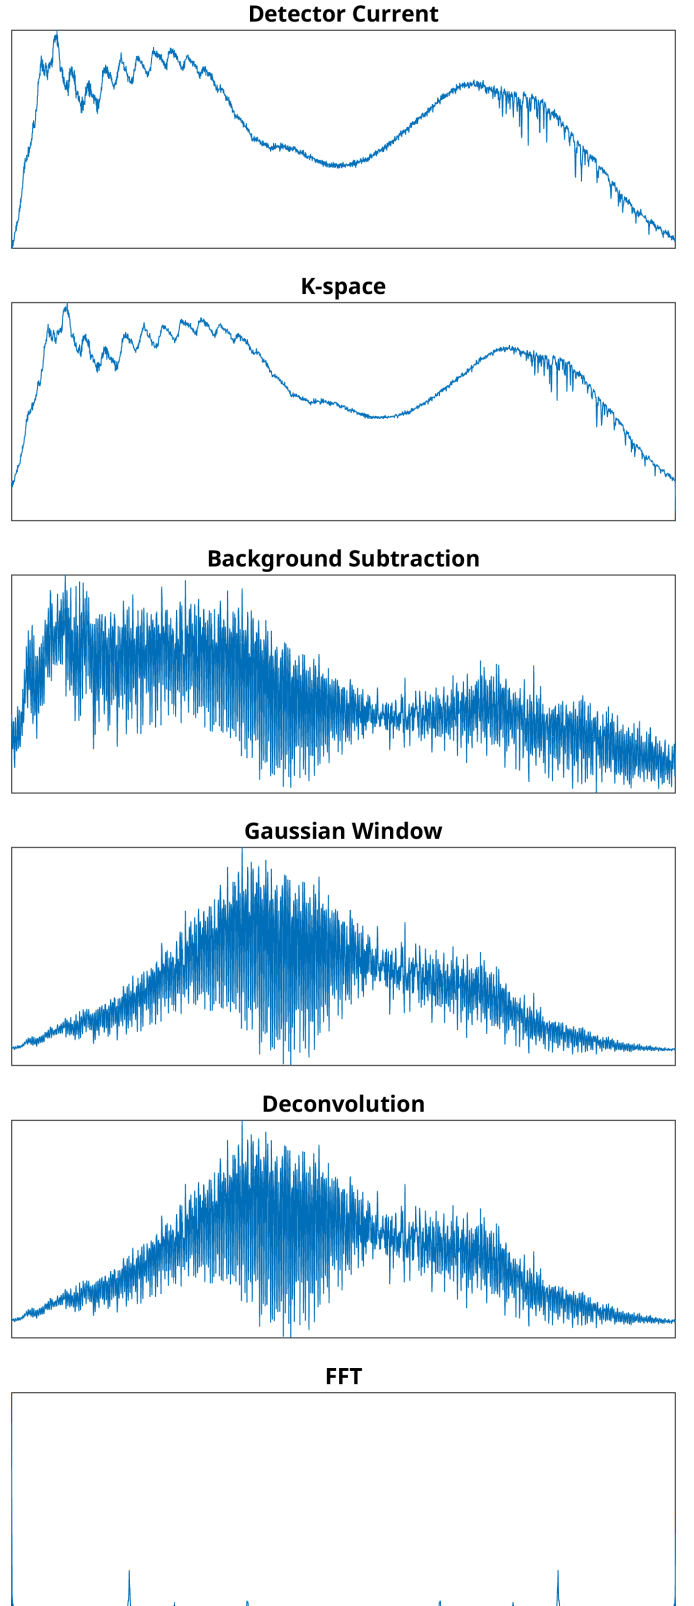 Detector Current
K-space
Background Subtraction
Gaussian Window
Deconvolution
FFT